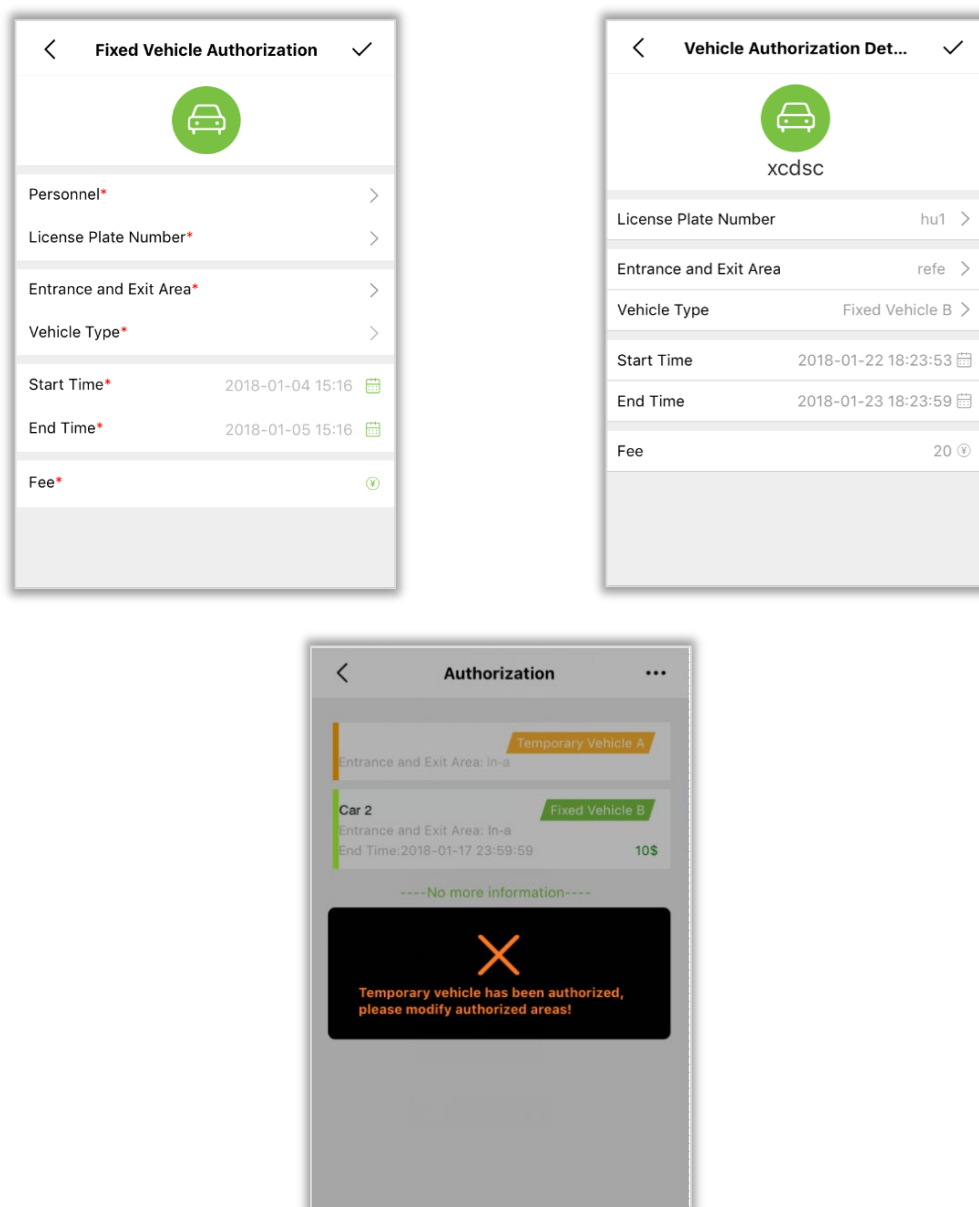 Fixed Vehicle Authorization
Personnel*
License Plate Number*
Entrance and Exit Area*
Vehicle Type*
Start Time* 2018-01-04 15:16
End Time* 2018-01-05 15:16
Fee* ¥
Vehicle Authorization Det...
xcdsc
License Plate Number hu1
Entrance and Exit Area refe
Vehicle Type Fixed Vehicle B
Start Time 2018-01-22 18:23:53
End Time 2018-01-23 18:23:59
Fee 20 ¥
Authorization
Temporary Vehicle A
Entrance and Exit Area: In-a
Car 2 Fixed Vehicle B
Entrance and Exit Area: In-a
End Time:2018-01-17 23:59:59 10$
----No more information----
Temporary vehicle has been authorized,
please modify authorized areas!